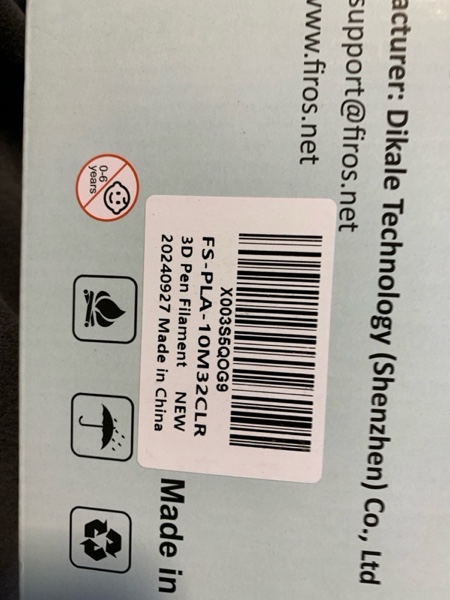 acturer: Dikale Technology (Shenzhen) Co., Ltd
support@firos.net
www.firos.net
X003S5QOG9
FS-PLA-10M32CLR
3D Pen Filament NEW
20240927 Made in China
Made in
0-6
years